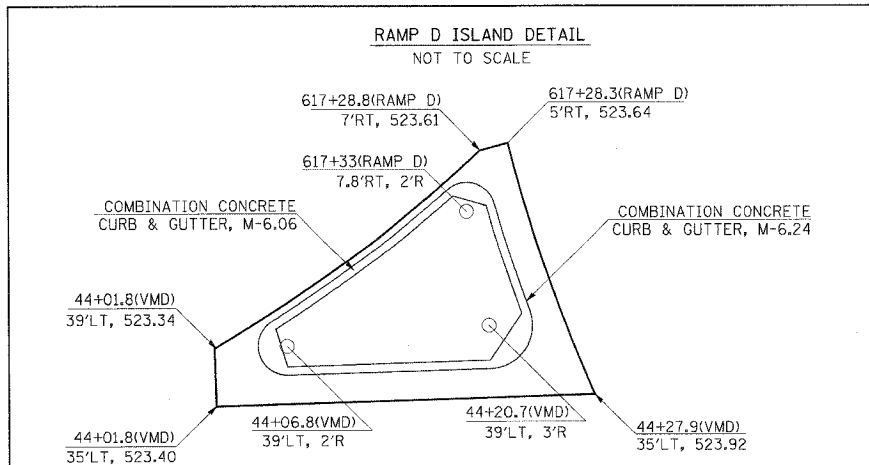 RAMP D ISLAND DETAIL
NOT TO SCALE
617+28.8(RAMP D)
7'RT, 523.61
617+28.3(RAMP D)
5'RT, 523.64
617+33(RAMP D)
7.8'RT, 2'R
COMBINATION CONCRETE
CURB & GUTTER, M-6.06
COMBINATION CONCRETE
CURB & GUTTER, M-6.24
44+01.8(VMD)
39'LT, 523.34
44+01.8(VMD)
35'LT, 523.40
44+06.8(VMD)
39'LT, 2'R
44+20.7(VMD)
39'LT, 3'R
44+27.9(VMD)
35'LT, 523.92